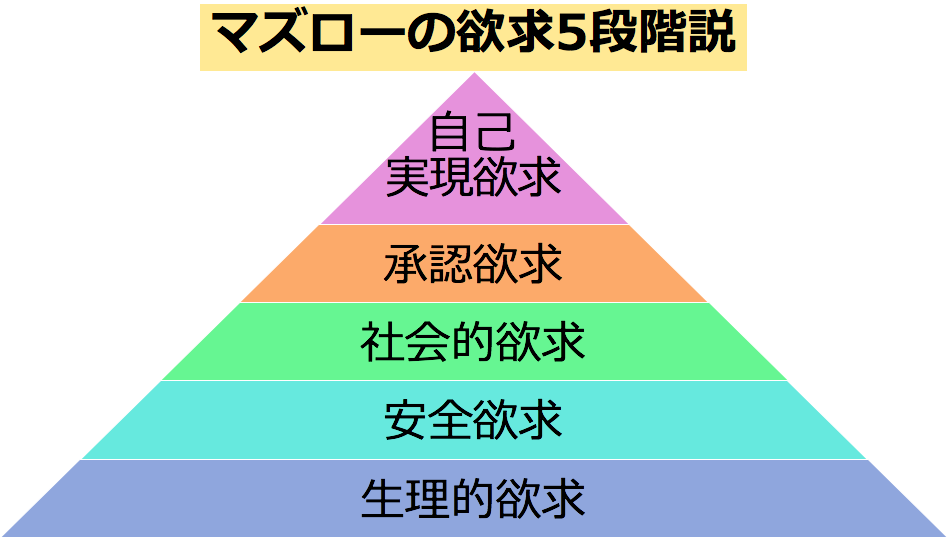 マズローの欲求5段階説
自己
実現欲求
承認欲求
社会的欲求
安全欲求
生理的欲求